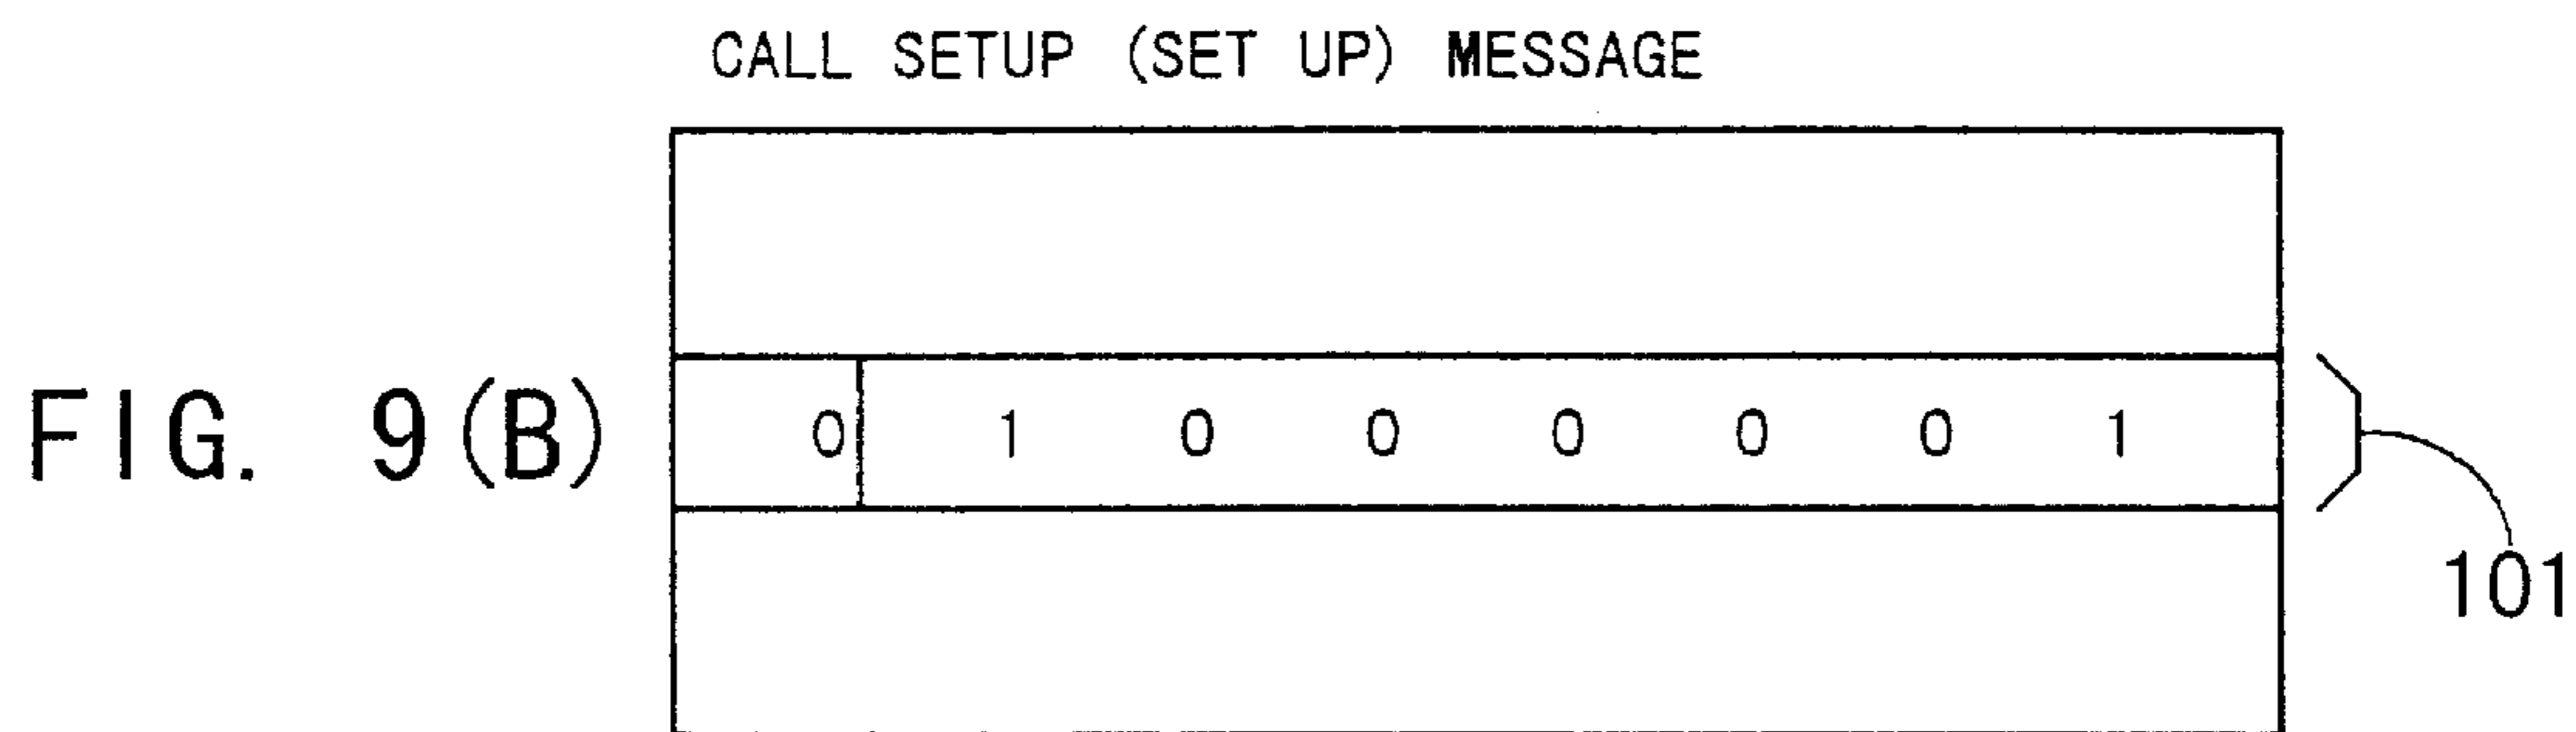 CALL SETUP (SET UP) MESSAGE
FIG. 9(B)
0 1 0 0 0 0 0 1
101